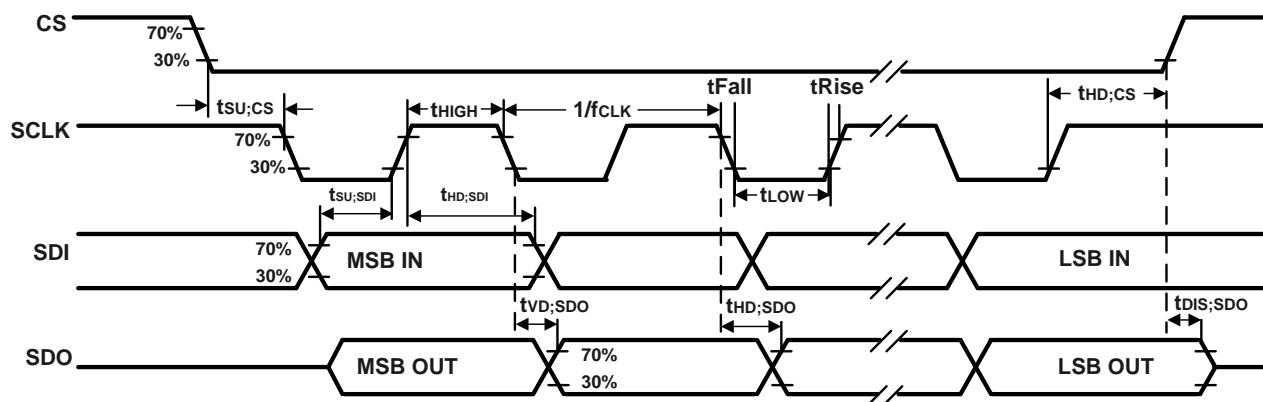 CS
70%
30%
tFall
tRise
tSU;CS
tHIGH
1/fCLK
tHD;CS
SCLK
70%
30%
70%
30%
tSU;SDI
tHD;SDI
tLOW
SDI
70%
30%
MSB IN
LSB IN
tVD;SDO
tHD;SDO
tDIS;SDO
SDO
MSB OUT
70%
30%
LSB OUT